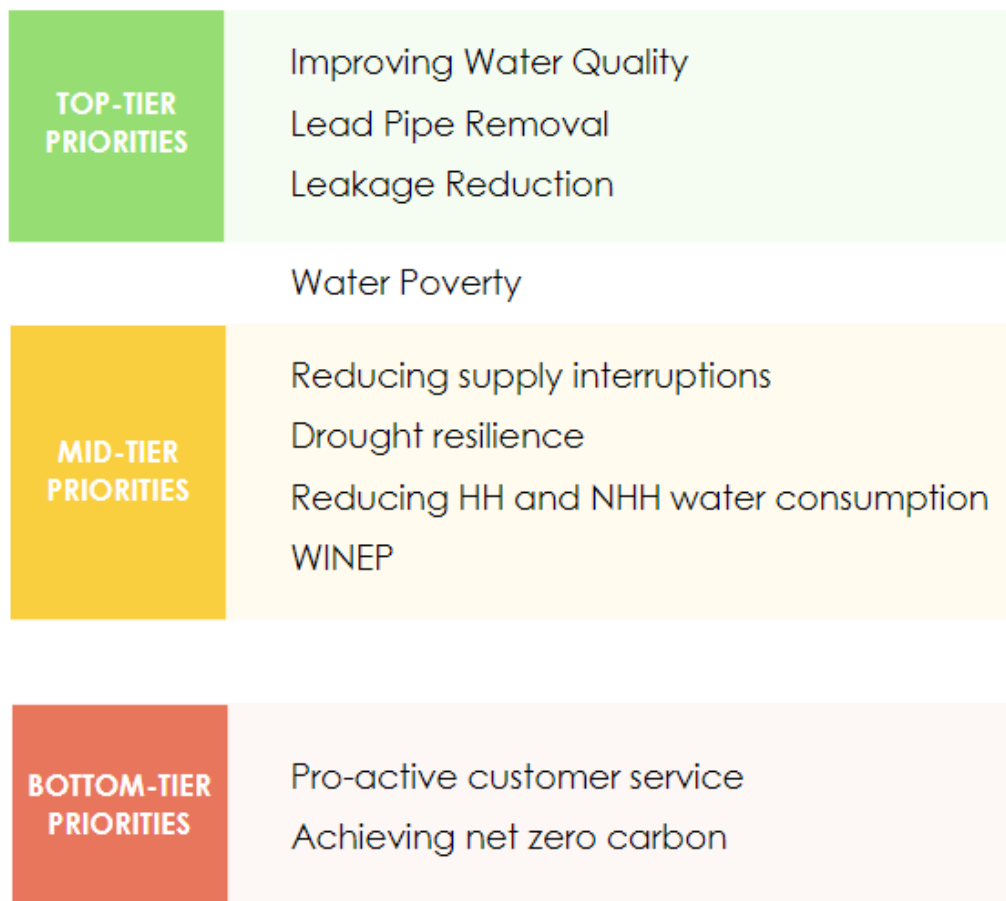 TOP-TIER
PRIORITIES
Improving Water Quality
Lead Pipe Removal
Leakage Reduction
Water Poverty
MID-TIER
PRIORITIES
Reducing supply interruptions
Drought resilience
Reducing HH and NHH water consumption
WINEP
BOTTOM-TIER
PRIORITIES
Pro-active customer service
Achieving net zero carbon